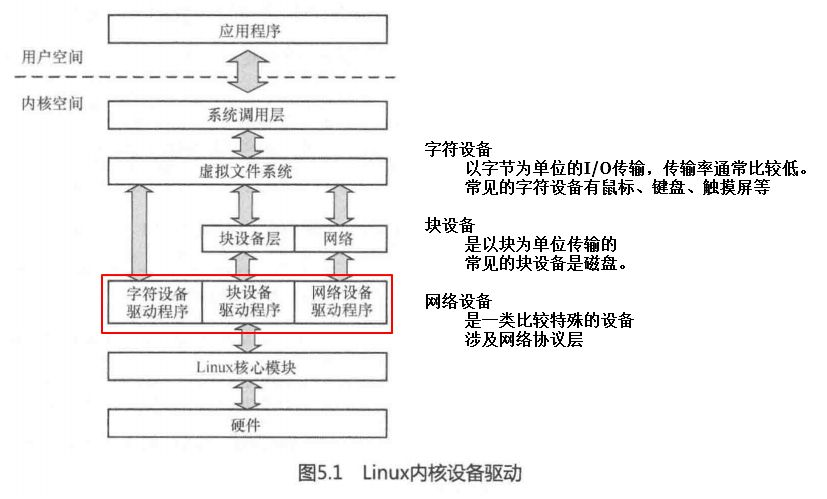 应用程序
用户空间
内核空间
系统调用层
虚拟文件系统
块设备层
网络
字符设备
驱动程序
块设备
驱动程序
网络设备
驱动程序
Linux核心模块
硬件
字符设备
以字节为单位的I/O传输，传输率通常比较低。
常见的字符设备有鼠标、键盘、触摸屏等
块设备
是以块为单位传输的
常见的块设备是磁盘。
网络设备
是一类比较特殊的设备
涉及网络协议层
图5.1 Linux内核设备驱动